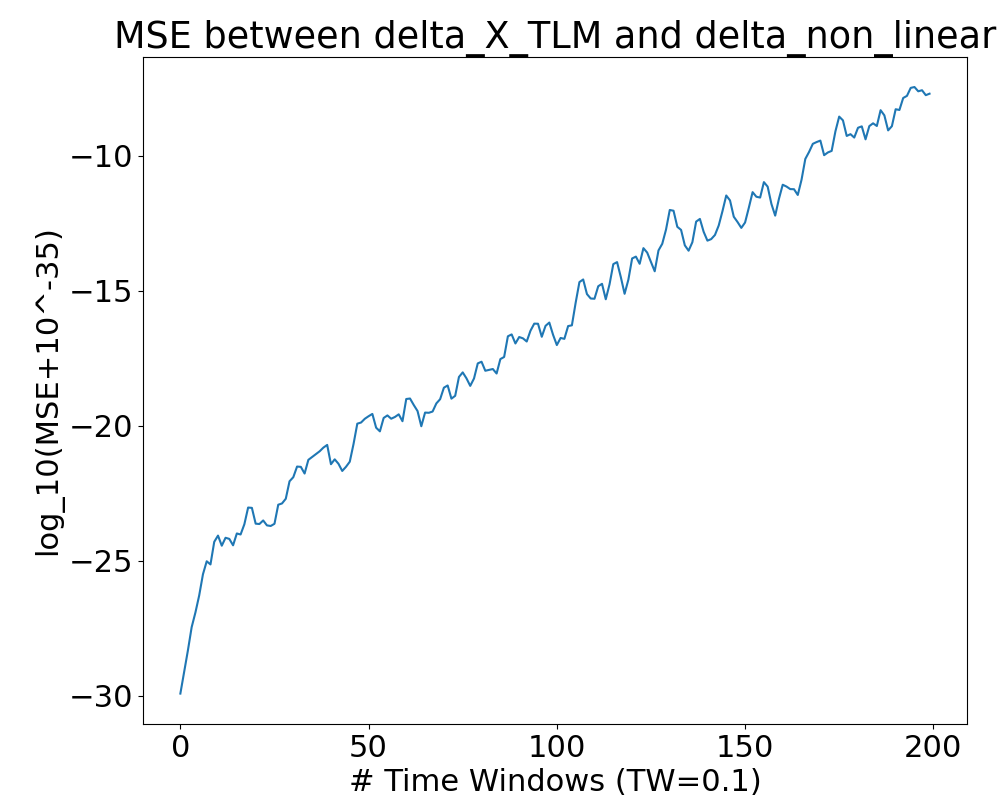 MSE between delta_X_TLM and delta_non_linear
−10
−15
−20
−25
−30
log_10(MSE+10^-35)
0 50 100 150 200
# Time Windows (TW=0.1)